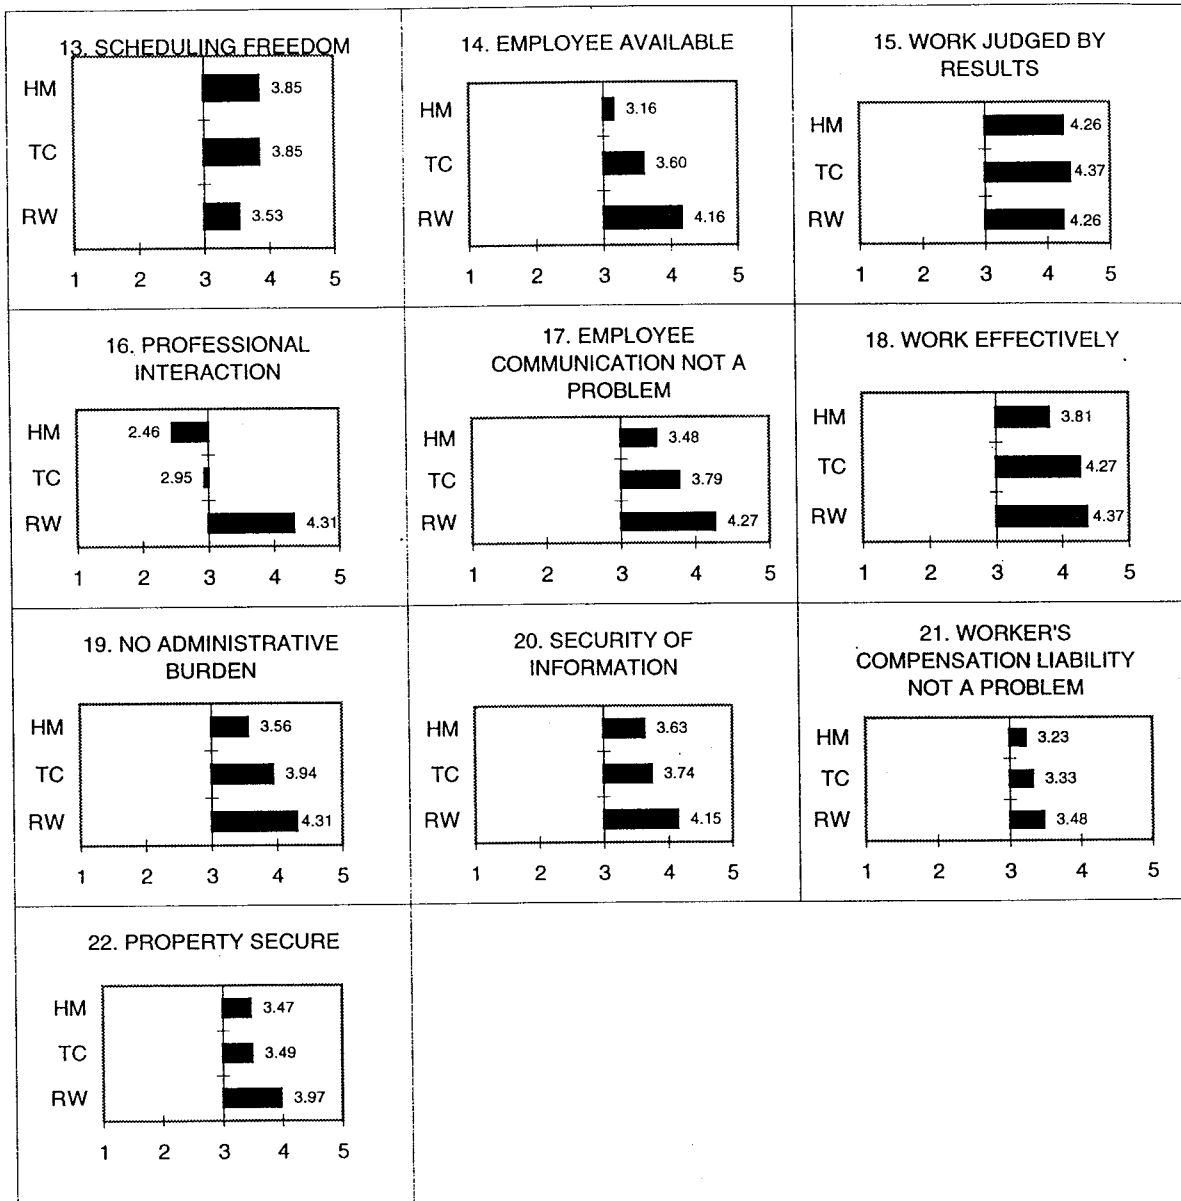 13. SCHEDULING FREEDOM
HM 3.85
TC 3.85
RW 3.53
1 2 3 4 5
14. EMPLOYEE AVAILABLE
HM 3.16
TC 3.60
RW 4.16
1 2 3 4 5
15. WORK JUDGED BY
RESULTS
HM 4.26
TC 4.37
RW 4.26
1 2 3 4 5
16. PROFESSIONAL
INTERACTION
HM 2.46
TC 2.95
RW 4.31
1 2 3 4 5
17. EMPLOYEE
COMMUNICATION NOT A
PROBLEM
HM 3.48
TC 3.79
RW 4.27
1 2 3 4 5
18. WORK EFFECTIVELY
HM 3.81
TC 4.27
RW 4.37
1 2 3 4 5
19. NO ADMINISTRATIVE
BURDEN
HM 3.56
TC 3.94
RW 4.31
1 2 3 4 5
20. SECURITY OF
INFORMATION
HM 3.63
TC 3.74
RW 4.15
1 2 3 4 5
21. WORKER'S
COMPENSATION LIABILITY
NOT A PROBLEM
HM 3.23
TC 3.33
RW 3.48
1 2 3 4 5
22. PROPERTY SECURE
HM 3.47
TC 3.49
RW 3.97
1 2 3 4 5